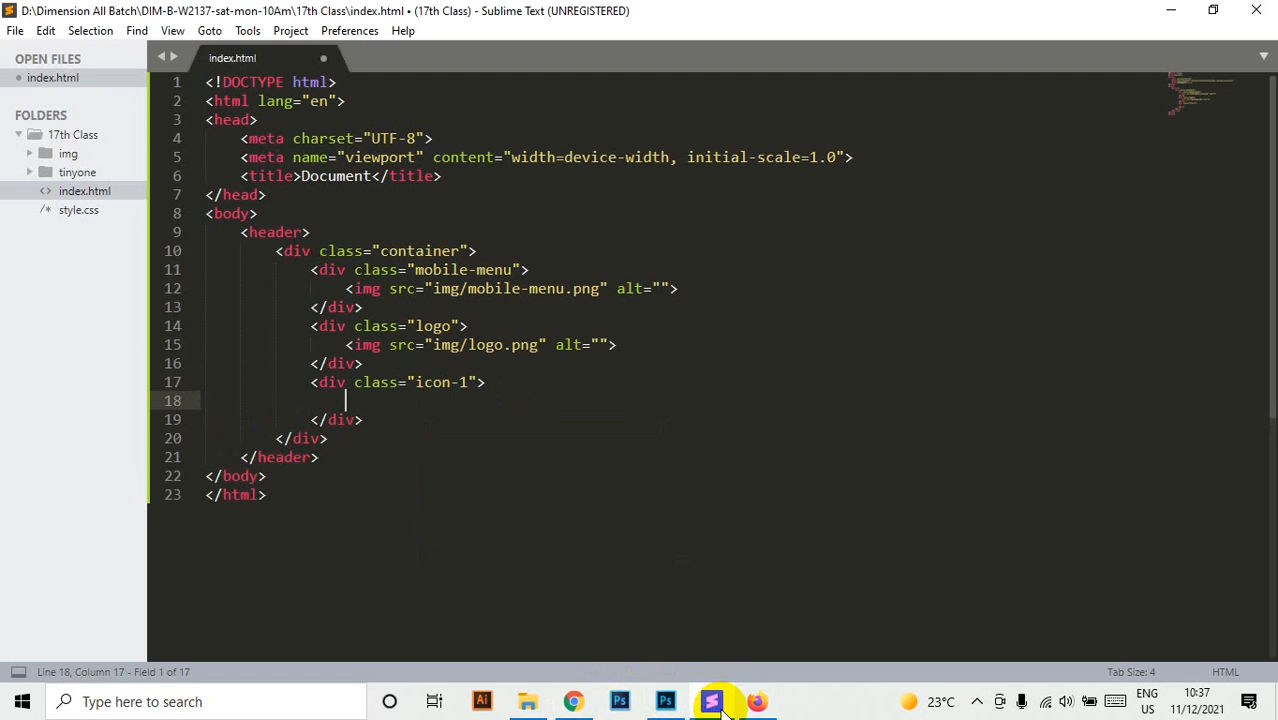 D:\Dimension All Batch\DIM-B-W2137-sat-mon-10Am\17th Class\index.html • (17th Class) - Sublime Text (UNREGISTERED)
File Edit Selection Find View Goto Tools Project Preferences Help
OPEN FILES
index.html
FOLDERS
17th Class
img
tinyone
index.html
style.css
index.html
1 <!DOCTYPE html>
2 <html lang="en">
3 <head>
4 <meta charset="UTF-8">
5 <meta name="viewport" content="width=device-width, initial-scale=1.0">
6 <title>Document</title>
7 </head>
8 <body>
9 <header>
10 <div class="container">
11 <div class="mobile-menu">
12 <img src="img/mobile-menu.png" alt="">
13 </div>
14 <div class="logo">
15 <img src="img/logo.png" alt="">
16 </div>
17 <div class="icon-1">
18
19 </div>
20 </div>
21 </header>
22 </body>
23 </html>
Line 18, Column 17 - Field 1 of 17 Tab Size: 4 HTML
Type here to search Ai Ps Ps 23°C ENG US 10:37 11/12/2021